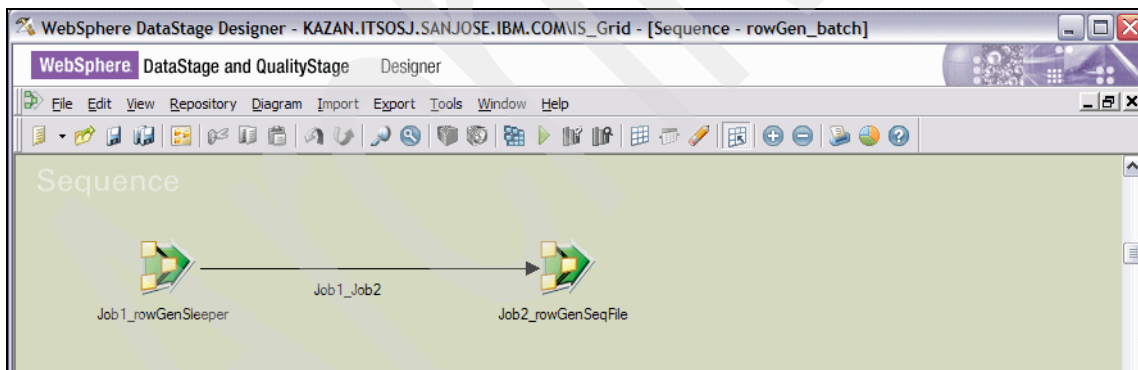 WebSphere DataStage Designer - KAZAN.ITSOSJ.SANJOSE.IBM.COM\IS_Grid - [Sequence - rowGen_batch]
WebSphere DataStage and QualityStage Designer
File Edit View Repository Diagram Import Export Tools Window Help
Sequence
Job1_Job2
Job1_rowGenSleeper Job2_rowGenSeqFile